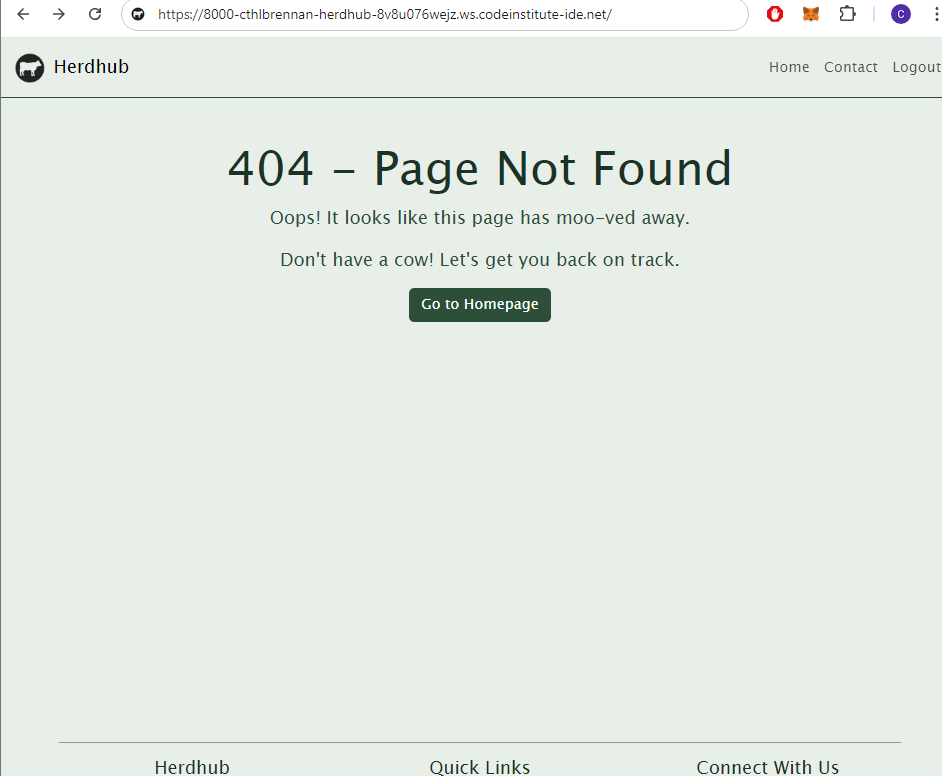 https://8000-cthlbrennan-herdhub-8v8u076wejz.ws.codeinstitute-ide.net/
C
Herdhub
Home Contact Logout
404 – Page Not Found
Oops! It looks like this page has moo-ved away.
Don't have a cow! Let's get you back on track.
Go to Homepage
Herdhub Quick Links Connect With Us